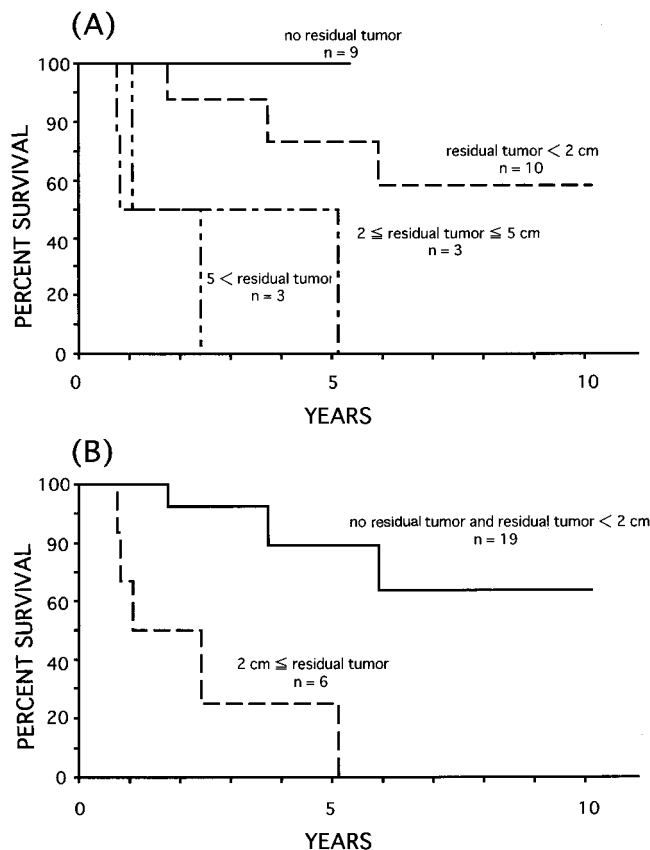 (A)
no residual tumor
n = 9
100
90
60
40
20
0
residual tumor < 2 cm
n = 10
2 ≦ residual tumor ≦ 5 cm
n = 3
5 < residual tumor
n = 3
PERCENT SURVIVAL
0 5 10
YEARS
(B)
100
90
60
40
20
0
no residual tumor and residual tumor < 2 cm
n = 19
2 cm ≦ residual tumor
n = 6
PERCENT SURVIVAL
0 5 10
YEARS